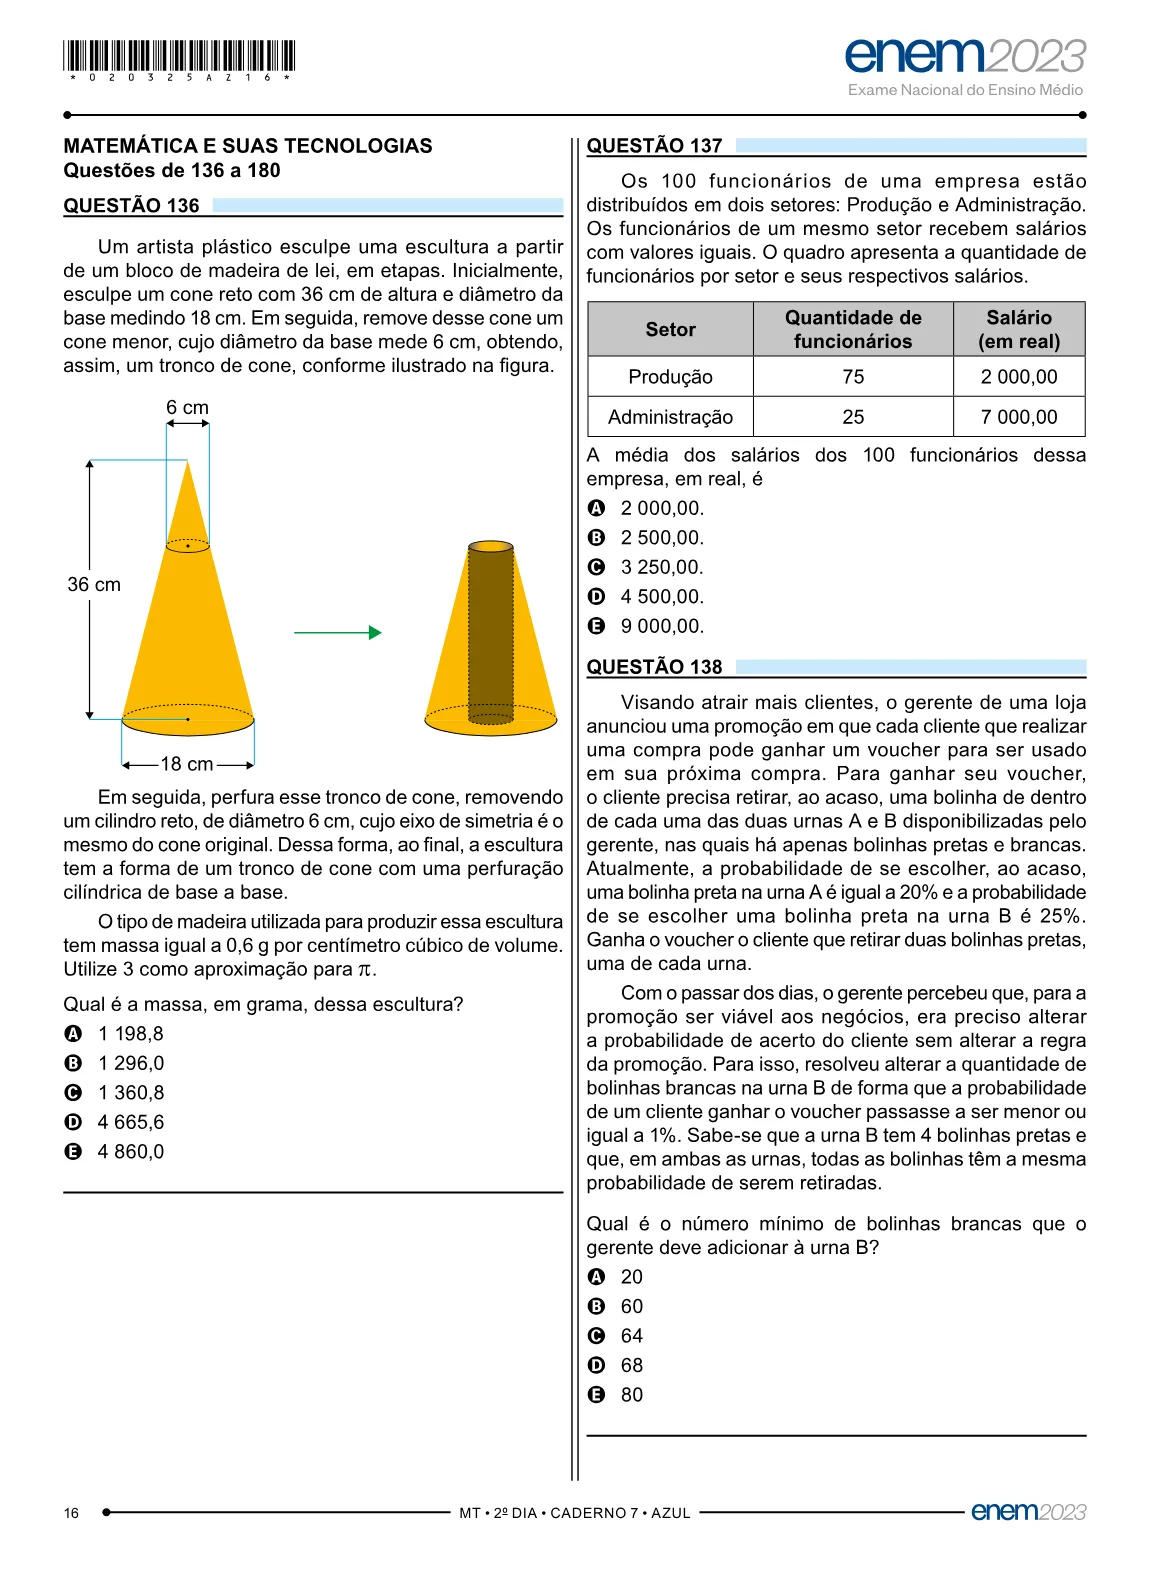 *020325AZ16*
enem2023
Exame Nacional do Ensino Médio
MATEMÁTICA E SUAS TECNOLOGIAS
Questões de 136 a 180
QUESTÃO 136
Um artista plástico esculpe uma escultura a partir
de um bloco de madeira de lei, em etapas. Inicialmente,
esculpe um cone reto com 36 cm de altura e diâmetro da
base medindo 18 cm. Em seguida, remove desse cone um
cone menor, cujo diâmetro da base mede 6 cm, obtendo,
assim, um tronco de cone, conforme ilustrado na figura.
6 cm
36 cm
18 cm
Em seguida, perfura esse tronco de cone, removendo
um cilindro reto, de diâmetro 6 cm, cujo eixo de simetria é o
mesmo do cone original. Dessa forma, ao final, a escultura
tem a forma de um tronco de cone com uma perfuração
cilíndrica de base a base.
O tipo de madeira utilizada para produzir essa escultura
tem massa igual a 0,6 g por centímetro cúbico de volume.
Utilize 3 como aproximação para π.
Qual é a massa, em grama, dessa escultura?
A 1 198,8
B 1 296,0
C 1 360,8
D 4 665,6
E 4 860,0
QUESTÃO 137
Os 100 funcionários de uma empresa estão
distribuídos em dois setores: Produção e Administração.
Os funcionários de um mesmo setor recebem salários
com valores iguais. O quadro apresenta a quantidade de
funcionários por setor e seus respectivos salários.
Setor Quantidade de funcionários Salário (em real)
Produção 75 2 000,00
Administração 25 7 000,00
A média dos salários dos 100 funcionários dessa
empresa, em real, é
A 2 000,00.
B 2 500,00.
C 3 250,00.
D 4 500,00.
E 9 000,00.
QUESTÃO 138
Visando atrair mais clientes, o gerente de uma loja
anunciou uma promoção em que cada cliente que realizar
uma compra pode ganhar um voucher para ser usado
em sua próxima compra. Para ganhar seu voucher,
o cliente precisa retirar, ao acaso, uma bolinha de dentro
de cada uma das duas urnas A e B disponibilizadas pelo
gerente, nas quais há apenas bolinhas pretas e brancas.
Atualmente, a probabilidade de se escolher, ao acaso,
uma bolinha preta na urna A é igual a 20% e a probabilidade
de se escolher uma bolinha preta na urna B é 25%.
Ganha o voucher o cliente que retirar duas bolinhas pretas,
uma de cada urna.
Com o passar dos dias, o gerente percebeu que, para a
promoção ser viável aos negócios, era preciso alterar
a probabilidade de acerto do cliente sem alterar a regra
da promoção. Para isso, resolveu alterar a quantidade de
bolinhas brancas na urna B de forma que a probabilidade
de um cliente ganhar o voucher passasse a ser menor ou
igual a 1%. Sabe-se que a urna B tem 4 bolinhas pretas e
que, em ambas as urnas, todas as bolinhas têm a mesma
probabilidade de serem retiradas.
Qual é o número mínimo de bolinhas brancas que o
gerente deve adicionar à urna B?
A 20
B 60
C 64
D 68
E 80
16
MT • 2º DIA • CADERNO 7 • AZUL
enem2023